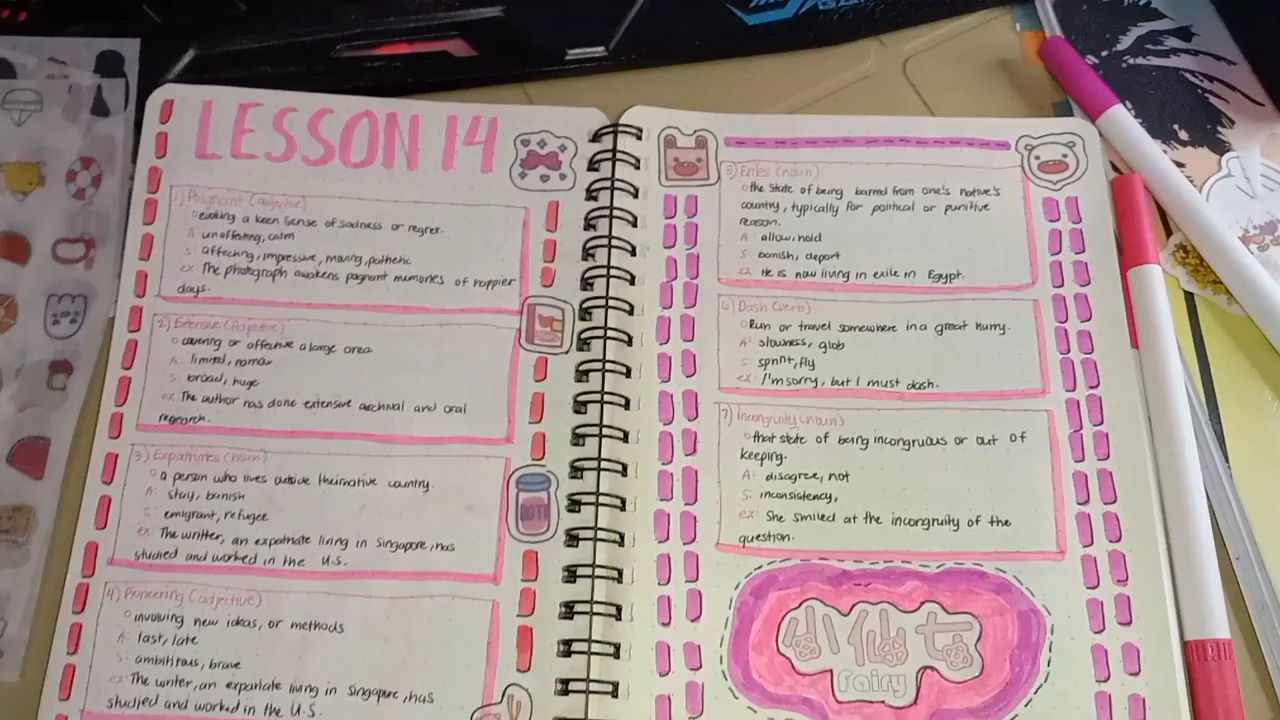 LESSON 14
1) Poignant (adjective)
evoking a keen sense of sadness or regret.
A: unaffecting, calm
S: affecting, impressive, moving, pathetic
ex: The photograph awakens pognant memories of happier
days.
2) Extensive (Adjective)
covering or affective a large area.
A: limited, narrow
S: broad, huge
ex: The author has done extensive archival and oral
research.
3) Expatriates (noun)
a person who lives outside their native country.
A: stay, banish
S: emigrant, refugee
ex: The writter, an expatriate living in Singapore, has
studied and worked in the U.S.
4) Pioneering (adjective)
involving new ideas, or methods
A: last, late
S: ambitious, brave
ex: The writer, an expatriate living in Singapore, has
studied and worked in the U.S.
5) Exiles (noun)
the state of being barred from one's native's
country, typically for political or punitive
reason.
A: allow, hold
S: banish, deport
ex: He is now living in exile in Egypt.
6) Dash (verb)
Run or travel somewhere in a great hurry.
A: slowness, glob
S: sprint, fly
ex: I'm sorry, but I must dash.
7) Incongruity (noun)
that state of being incongruous or out of
keeping.
A: disagree, not
S: inconsistency,
ex: She smiled at the incongruity of the
question.
小仙女
Fairy